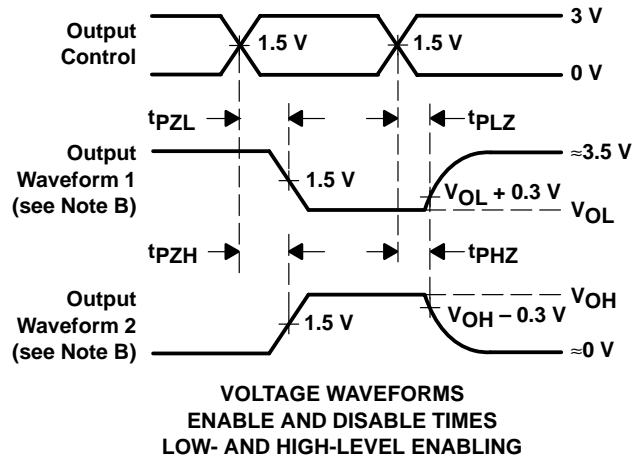 3 V
Output
Control
1.5 V
1.5 V
0 V
tPZL
tPLZ
Output
Waveform 1
(see Note B)
≈3.5 V
1.5 V
VOL + 0.3 V
VOL
tPZH
tPHZ
Output
Waveform 2
(see Note B)
VOH
1.5 V
VOH – 0.3 V
≈0 V
VOLTAGE WAVEFORMS
ENABLE AND DISABLE TIMES
LOW- AND HIGH-LEVEL ENABLING